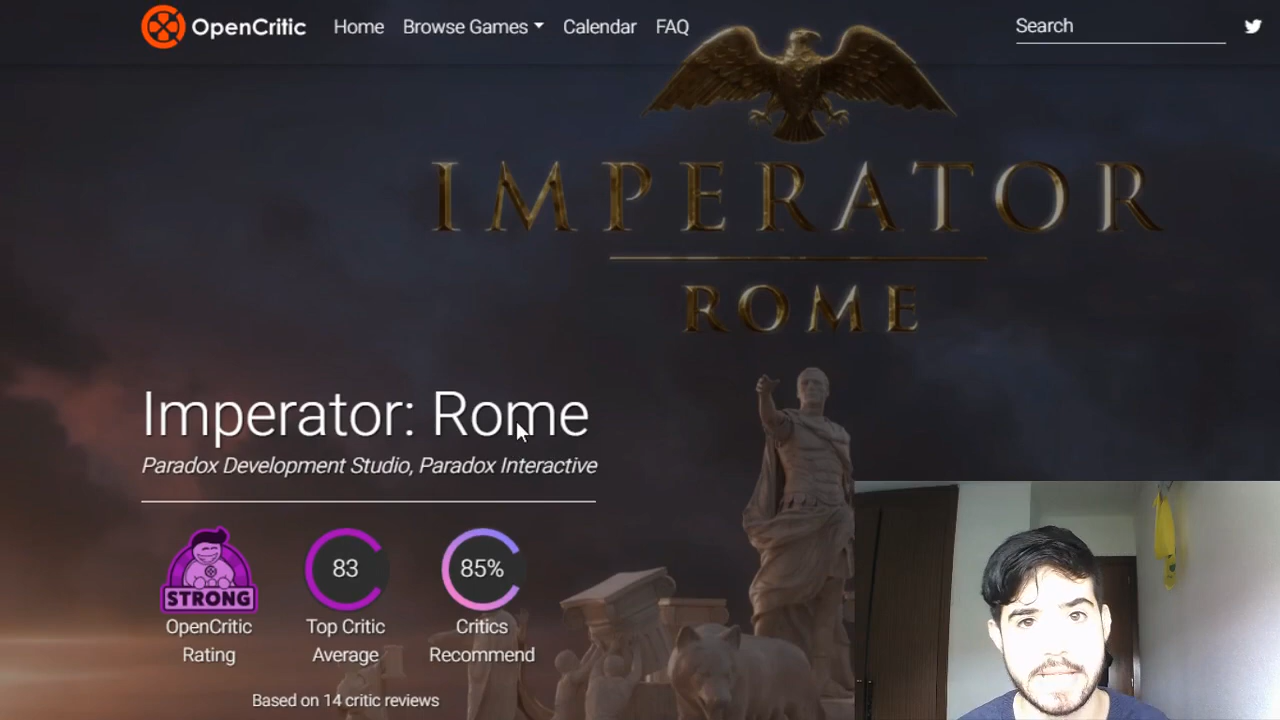 OpenCritic Home Browse Games Calendar FAQ Search
IMPERATOR
ROME
Imperator: Rome
Paradox Development Studio, Paradox Interactive
STRONG 83 85%
OpenCritic Rating
Top Critic Average
Critics Recommend
Based on 14 critic reviews